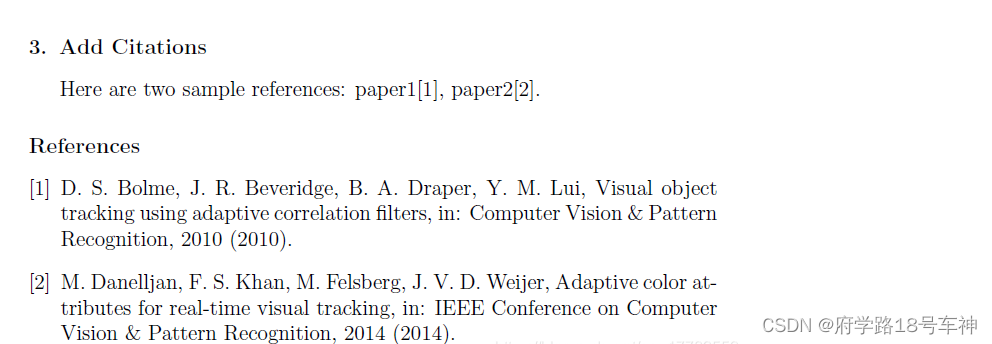 3. Add Citations
Here are two sample references: paper1[1], paper2[2].
References
[1] D. S. Bolme, J. R. Beveridge, B. A. Draper, Y. M. Lui, Visual object
tracking using adaptive correlation filters, in: Computer Vision & Pattern
Recognition, 2010 (2010).
[2] M. Danelljan, F. S. Khan, M. Felsberg, J. V. D. Weijer, Adaptive color at-
tributes for real-time visual tracking, in: IEEE Conference on Computer
Vision & Pattern Recognition, 2014 (2014).
CSDN @府学路18号车神